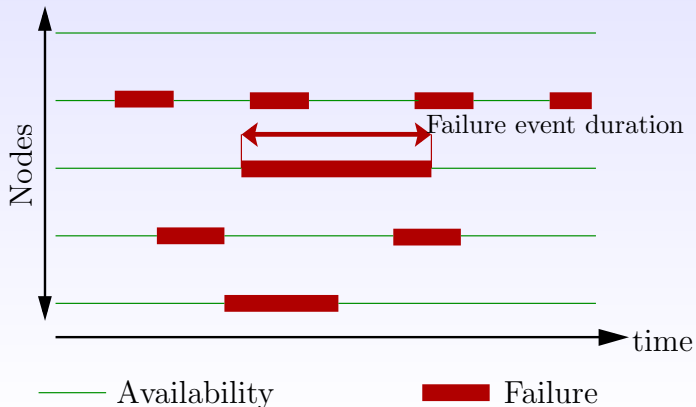 Failure event duration
Nodes
time
Availability
Failure